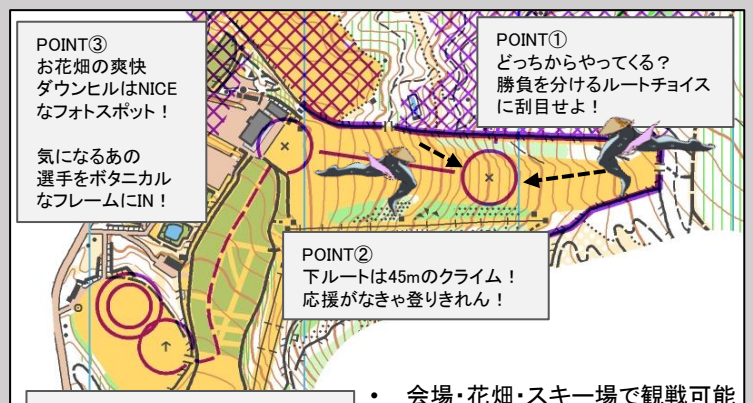 POINT③
お花畑の爽快
ダウンヒルはNICE
なフォトスポット！
気になるあの
選手をボタニカル
なフレームにIN！
POINT①
どっちからやってくる？
勝負を分けるルートチョイス
に刮目せよ！
POINT②
下ルートは45mのクライム！
応援がなきゃ登りきれん！
• 会場・花畑・スキー場で観戦可能